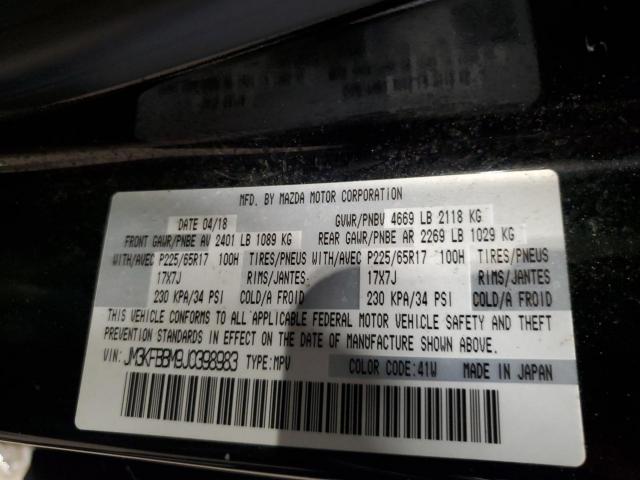 MFD. BY MAZDA MOTOR CORPORATION
DATE 04/18 GVWR/PNBV 4669 LB 2118 KG
FRONT GAWR/PNBE AV 2401 LB 1089 KG REAR GAWR/PNBE AR 2269 LB 1029 KG
WITH/AVEC P225/65R17 100H TIRES/PNEUS WITH/AVEC P225/65R17 100H TIRES/PNEUS
17X7J RIMS/JANTES 17X7J RIMS/JANTES
230 KPA/34 PSI COLD/A FROID 230 KPA/34 PSI COLD/A FROID
THIS VEHICLE CONFORMS TO ALL APPLICABLE FEDERAL MOTOR VEHICLE SAFETY AND THEFT
PREVENTION STANDARDS IN EFFECT ON THE DATE OF MANUFACTURE SHOWN ABOVE.
VIN: JM3KFBBM9J0398983 TYPE:MPV COLOR CODE:41W MADE IN JAPAN